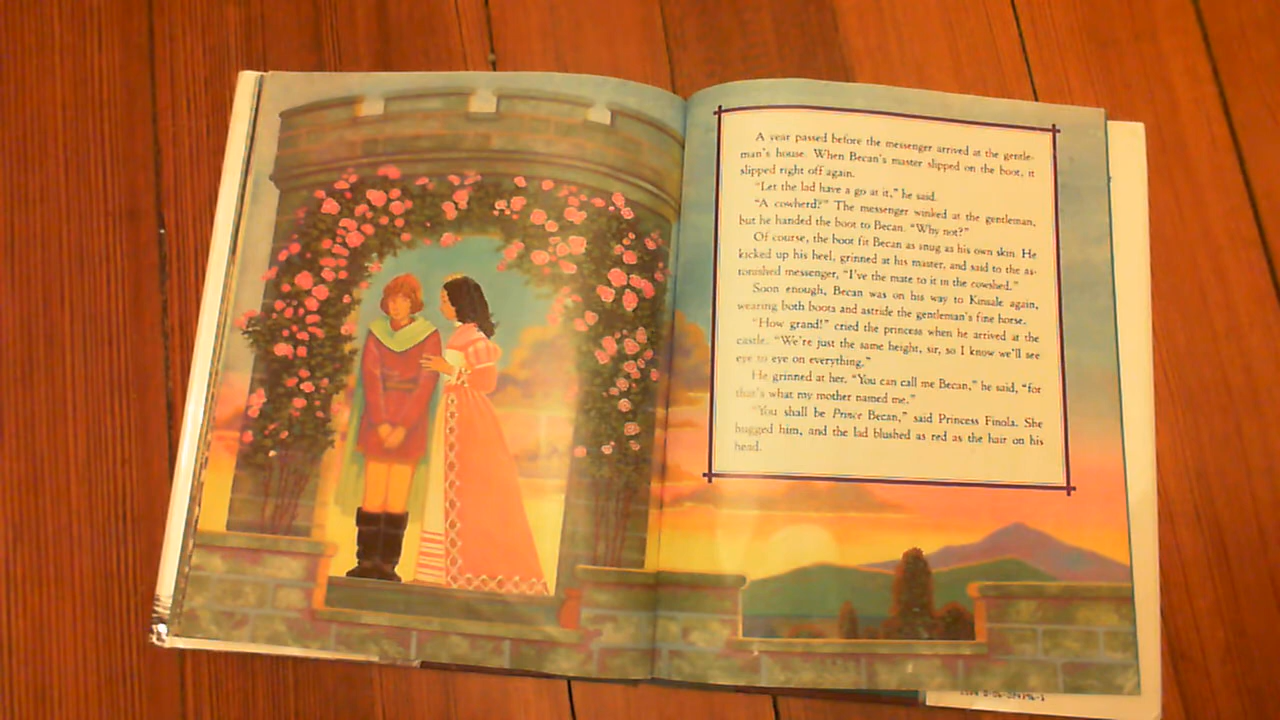 A year passed before the messenger arrived at the gentle-
man's house. When Becan's master slipped on the boot, it
slipped right off again.
"Let the lad have a go at it," he said.
"A cowherd?" The messenger winked at the gentleman,
but he handed the boot to Becan. "Why not?"
Of course, the boot fit Becan as snug as his own skin. He
kicked up his heel, grinned at his master, and said to the as-
tonished messenger, "I've the mate to it in the cowshed."
Soon enough, Becan was on his way to Kinsale again,
wearing both boots and astride the gentleman's fine horse.
"How grand!" cried the princess when he arrived at the
castle. "We're just the same height, sir, so I know we'll see
eye to eye on everything."
He grinned at her. "You can call me Becan," he said, "for
that's what my mother named me."
"You shall be Prince Becan," said Princess Finola. She
hugged him, and the lad blushed as red as the hair on his
head.